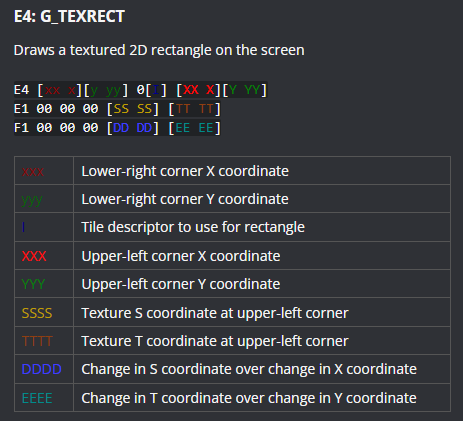 E4: G_TEXRECT
Draws a textured 2D rectangle on the screen
E4 [xx x][y yy] 0[i] [XX X][Y YY]
E1 00 00 00 [SS SS] [TT TT]
F1 00 00 00 [DD DD] [EE EE]
xxx Lower-right corner X coordinate
yyy Lower-right corner Y coordinate
i Tile descriptor to use for rectangle
XXX Upper-left corner X coordinate
YYY Upper-left corner Y coordinate
SSSS Texture S coordinate at upper-left corner
TTTT Texture T coordinate at upper-left corner
DDDD Change in S coordinate over change in X coordinate
EEEE Change in T coordinate over change in Y coordinate